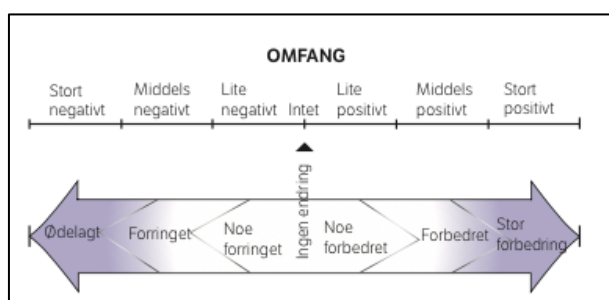 OMFANG
Stort negativt
Middels negativt
Lite negativt
Intet
Lite positivt
Middels positivt
Stort positivt
Ødelagt
Forringet
Noe forringet
Ingen endring
Noe forbedret
Forbedret
Stor forbedring